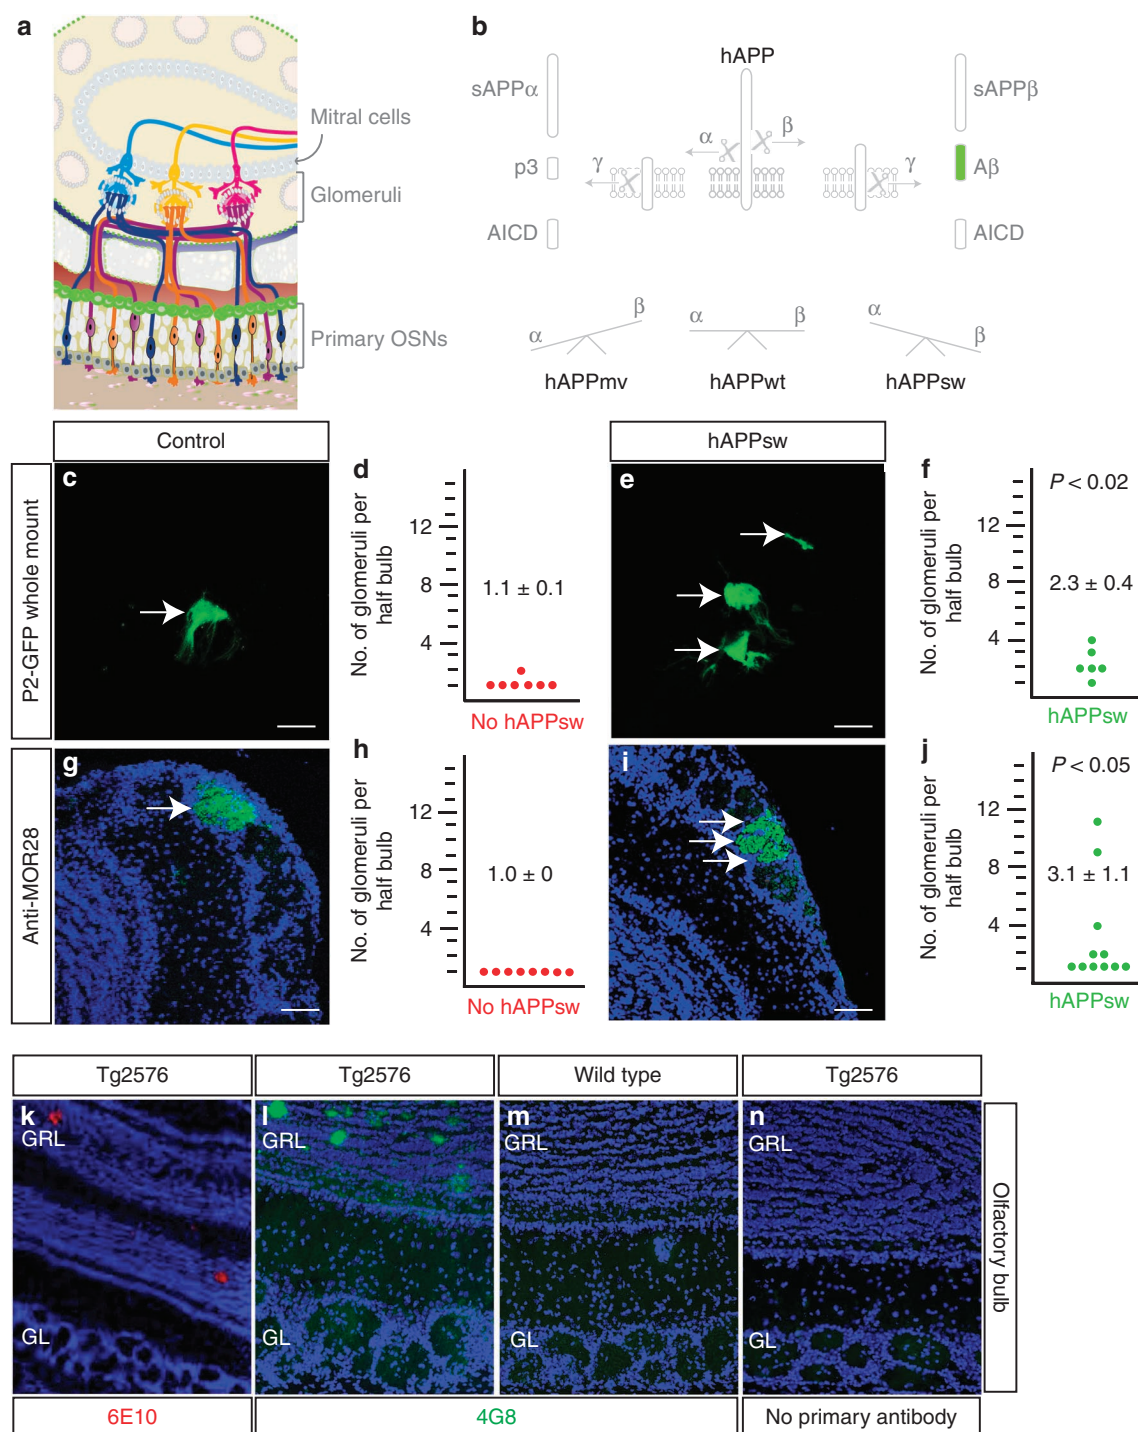 a
Mitral cells
Glomeruli
Primary OSNs
b
hAPP
sAPPα
sAPPβ
α
β
p3
γ
γ
Aβ
AICD
AICD
α
β
hAPPmv
α
β
hAPPwt
α
β
hAPPsw
Control
hAPPsw
P2-GFP whole mount
c
d
No. of glomeruli per
half bulb
12
8
4
1.1 ± 0.1
No hAPPsw
e
f
No. of glomeruli per
half bulb
12
8
4
P < 0.02
2.3 ± 0.4
hAPPsw
Anti-MOR28
g
h
No. of glomeruli per
half bulb
12
8
4
1.0 ± 0
No hAPPsw
i
j
No. of glomeruli per
half bulb
12
8
4
P < 0.05
3.1 ± 1.1
hAPPsw
Tg2576
Tg2576
Wild type
Tg2576
k
GRL
GL
l
GRL
GL
m
GRL
GL
n
GRL
GL
Olfactory bulb
6E10
4G8
No primary antibody